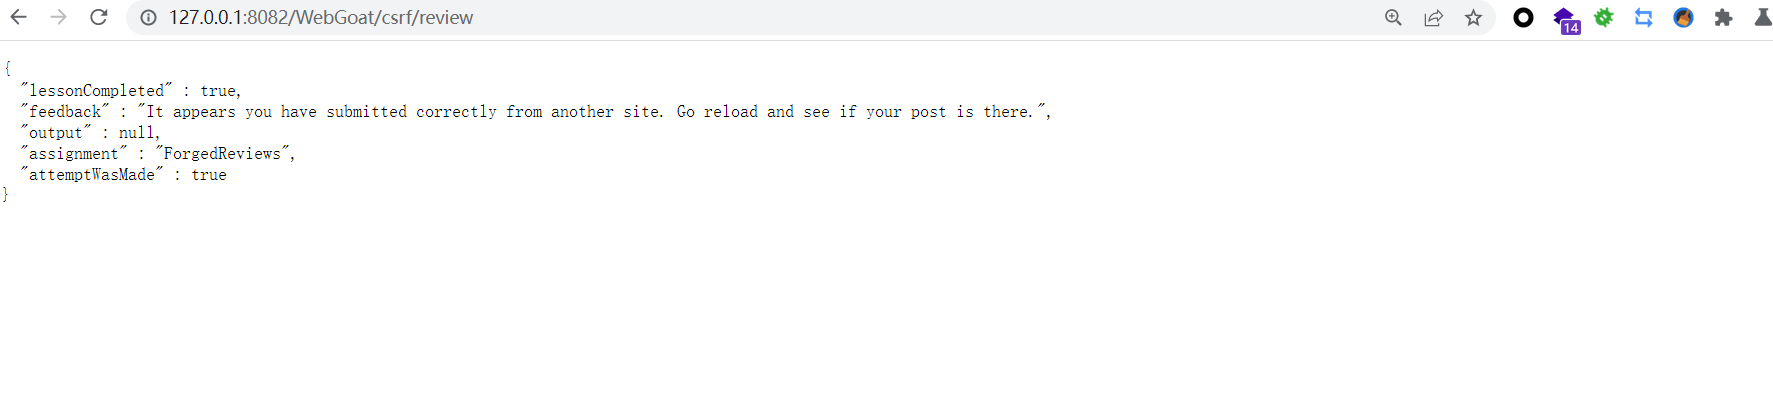 127.0.0.1:8082/WebGoat/csrf/review
14
{
"lessonCompleted" : true,
"feedback" : "It appears you have submitted correctly from another site. Go reload and see if your post is there.",
"output" : null,
"assignment" : "ForgedReviews",
"attemptWasMade" : true
}